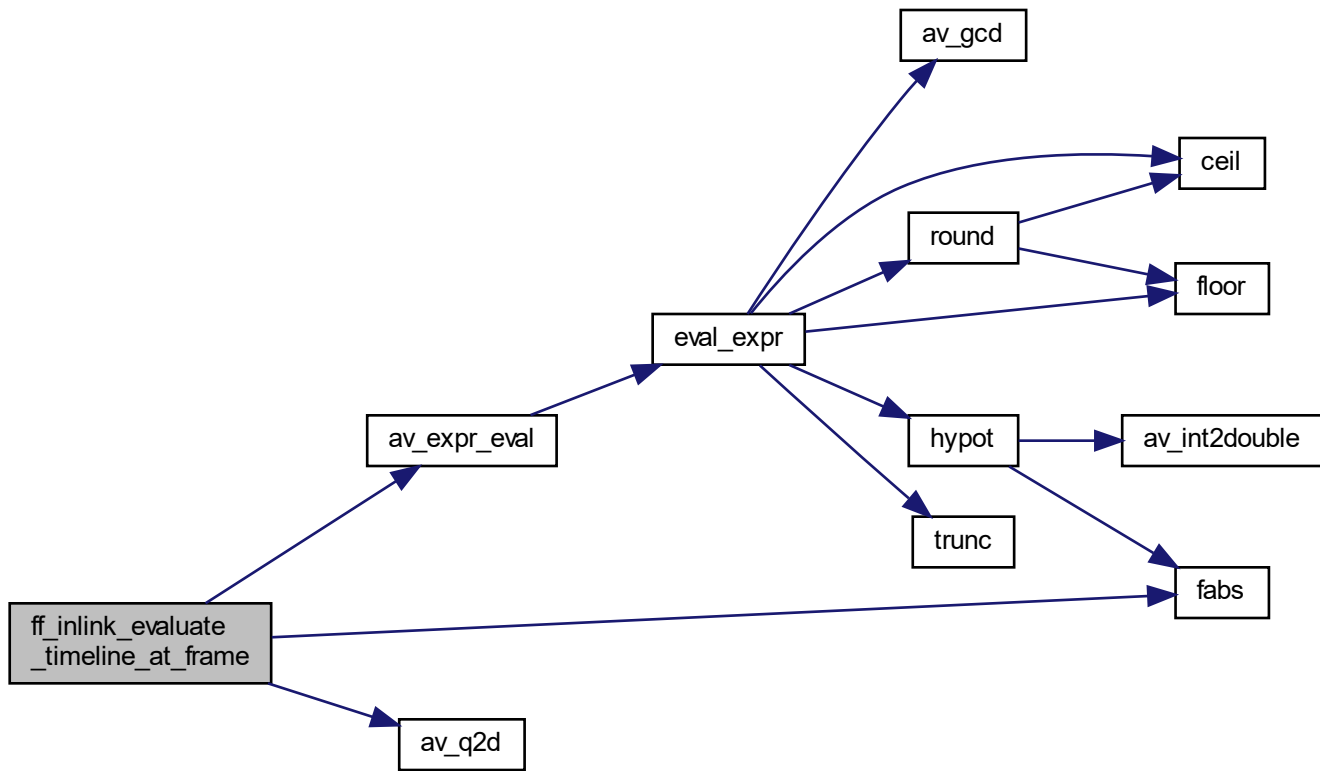 av_gcd
ceil
round
floor
eval_expr
av_expr_eval
hypot
av_int2double
trunc
fabs
ff_inlink_evaluate
_timeline_at_frame
av_q2d